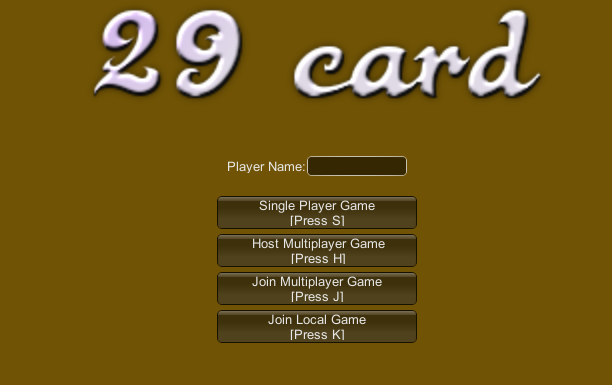 29 card
Player Name:
Single Player Game
[Press S]
Host Multiplayer Game
[Press H]
Join Multiplayer Game
[Press J]
Join Local Game
[Press K]